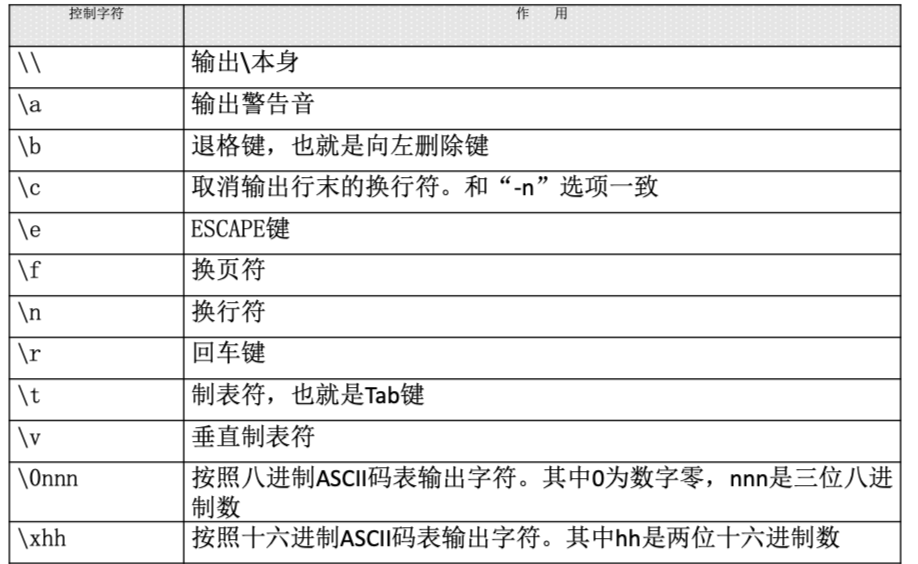 控制字符 作 用
\\ 输出\本身
\a 输出警告音
\b 退格键，也就是向左删除键
\c 取消输出行末的换行符。和“-n”选项一致
\e ESCAPE键
\f 换页符
\n 换行符
\r 回车键
\t 制表符，也就是Tab键
\v 垂直制表符
\0nnn 按照八进制ASCII码表输出字符。其中0为数字零，nnn是三位八进
制数
\xhh 按照十六进制ASCII码表输出字符。其中hh是两位十六进制数